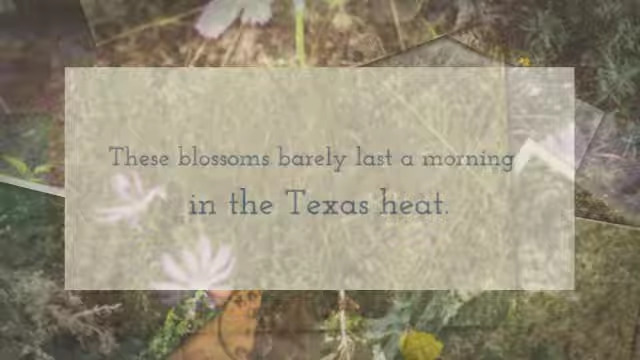 These blossoms barely last a morning
in the Texas heat.